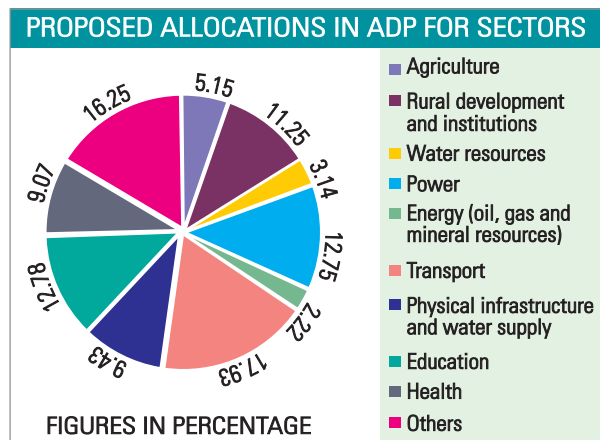 PROPOSED ALLOCATIONS IN ADP FOR SECTORS
5.15
11.25
3.14
12.75
2.22
17.93
9.43
12.78
9.07
16.25
FIGURES IN PERCENTAGE
Agriculture
Rural development
and institutions
Water resources
Power
Energy (oil, gas and
mineral resources)
Transport
Physical infrastructure
and water supply
Education
Health
Others